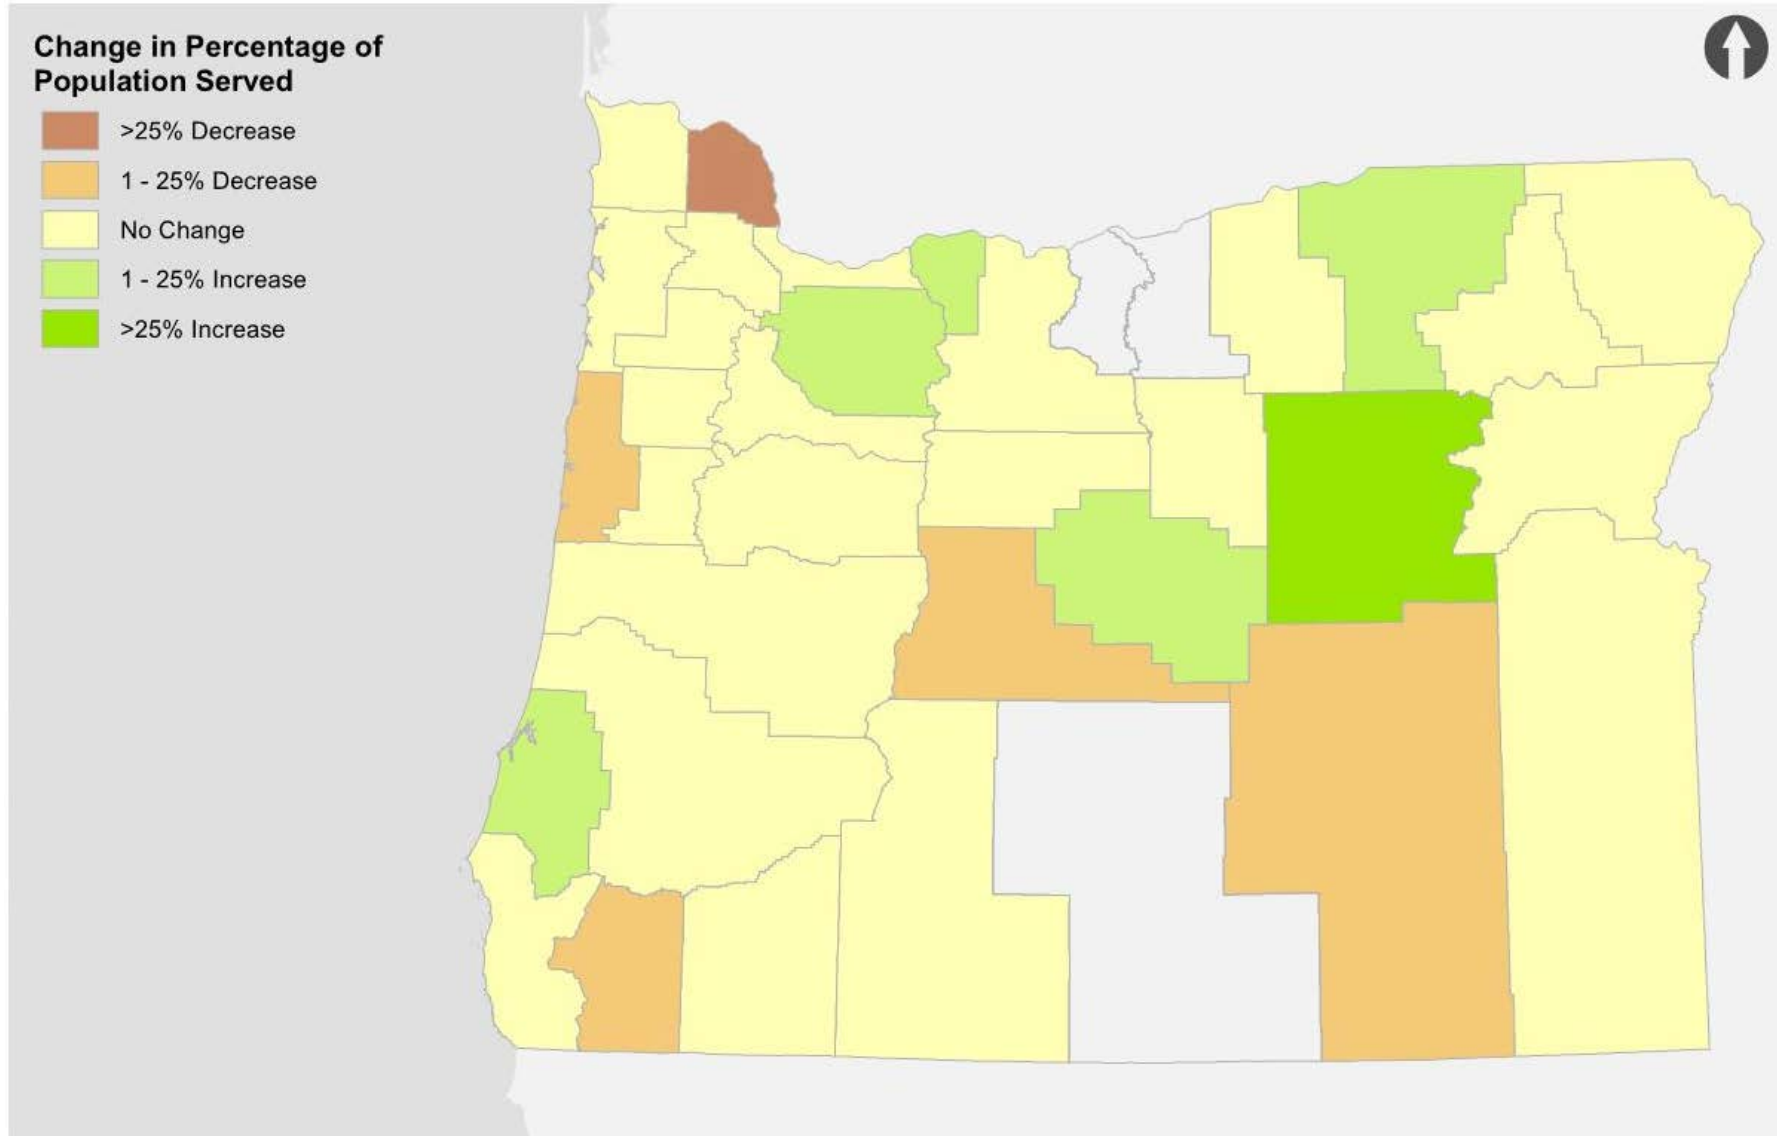 Change in Percentage of
Population Served
>25% Decrease
1 - 25% Decrease
No Change
1 - 25% Increase
>25% Increase